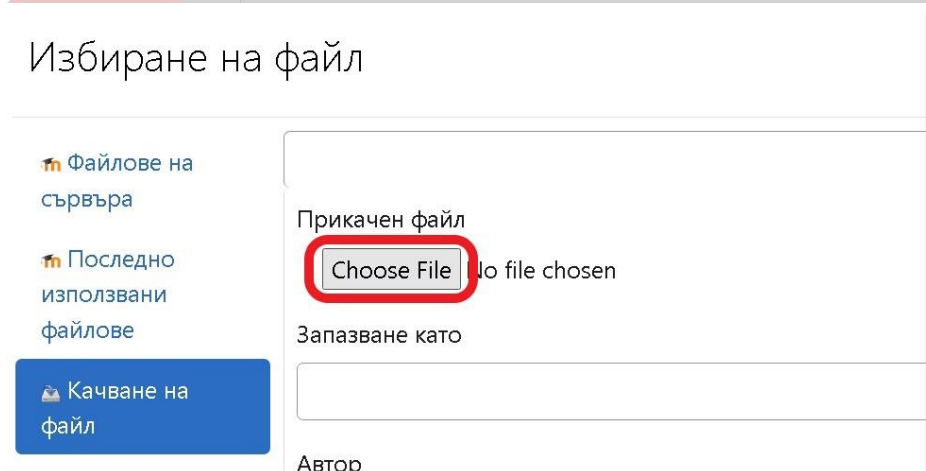 Избиране на файл
Файлове на
сървъра
Последно
използвани
файлове
Качване на
файл
Прикачен файл
Choose File No file chosen
Запазване като
Автор